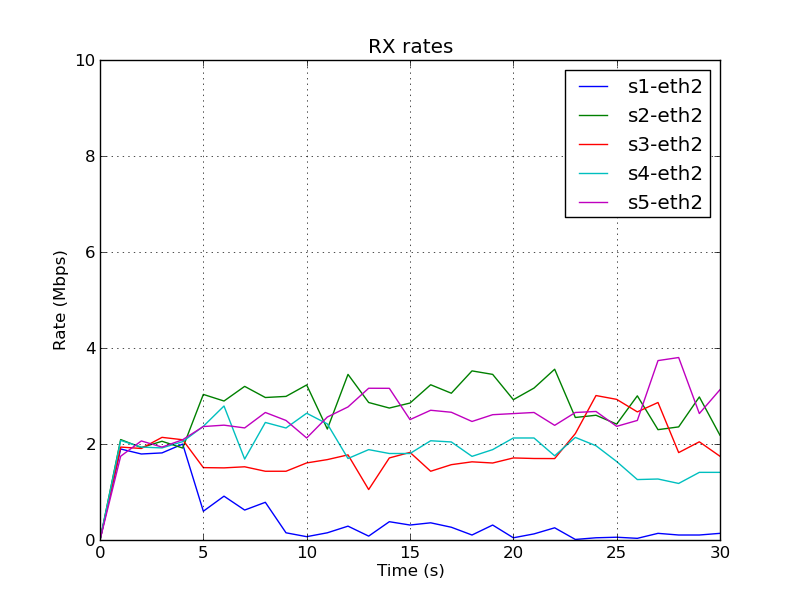 RX rates
10
8
6
4
2
0
Rate (Mbps)
s1-eth2
s2-eth2
s3-eth2
s4-eth2
s5-eth2
0 5 10 15 20 25 30
Time (s)